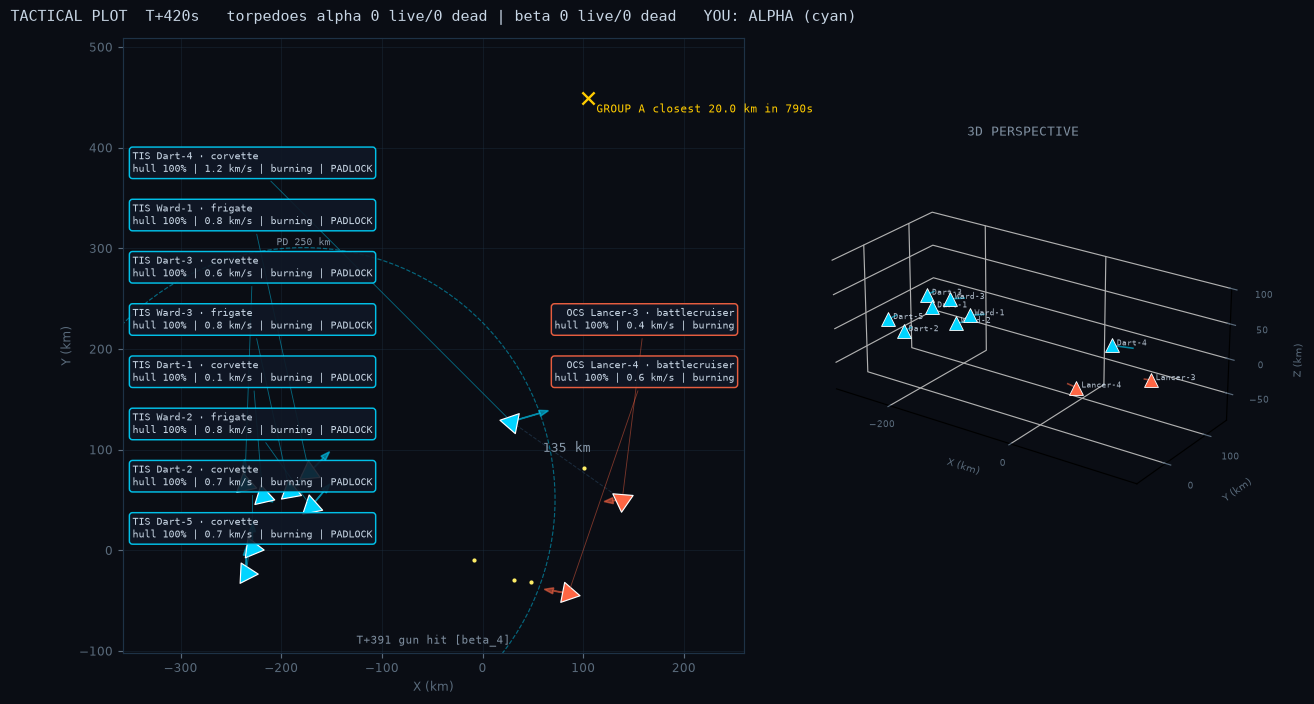 TACTICAL PLOT  T+420s   torpedoes alpha 0 live/0 dead | beta 0 live/0 dead   YOU: ALPHA (cyan)
500
400
300
200
100
0
−100
Y (km)
−300
−200
−100
0
100
200
X (km)
GROUP A closest 20.0 km in 790s
TIS Dart-4 · corvette
hull 100% | 1.2 km/s | burning | PADLOCK
TIS Ward-1 · frigate
hull 100% | 0.8 km/s | burning | PADLOCK
PD 250 km
TIS Dart-3 · corvette
hull 100% | 0.6 km/s | burning | PADLOCK
TIS Ward-3 · frigate
hull 100% | 0.8 km/s | burning | PADLOCK
TIS Dart-1 · corvette
hull 100% | 0.1 km/s | burning | PADLOCK
TIS Ward-2 · frigate
hull 100% | 0.8 km/s | burning | PADLOCK
TIS Dart-2 · corvette
hull 100% | 0.7 km/s | burning | PADLOCK
TIS Dart-5 · corvette
hull 100% | 0.7 km/s | burning | PADLOCK
OCS Lancer-3 · battlecruiser
hull 100% | 0.4 km/s | burning
OCS Lancer-4 · battlecruiser
hull 100% | 0.6 km/s | burning
135 km
T+391 gun hit [beta_4]
3D PERSPECTIVE
Ward-3
Ward-1
Dart-5
Dart-2
Dart-4
Lancer-3
Lancer-4
100
50
0
−50
Z (km)
−200
0
X (km)
0
100
Y (km)